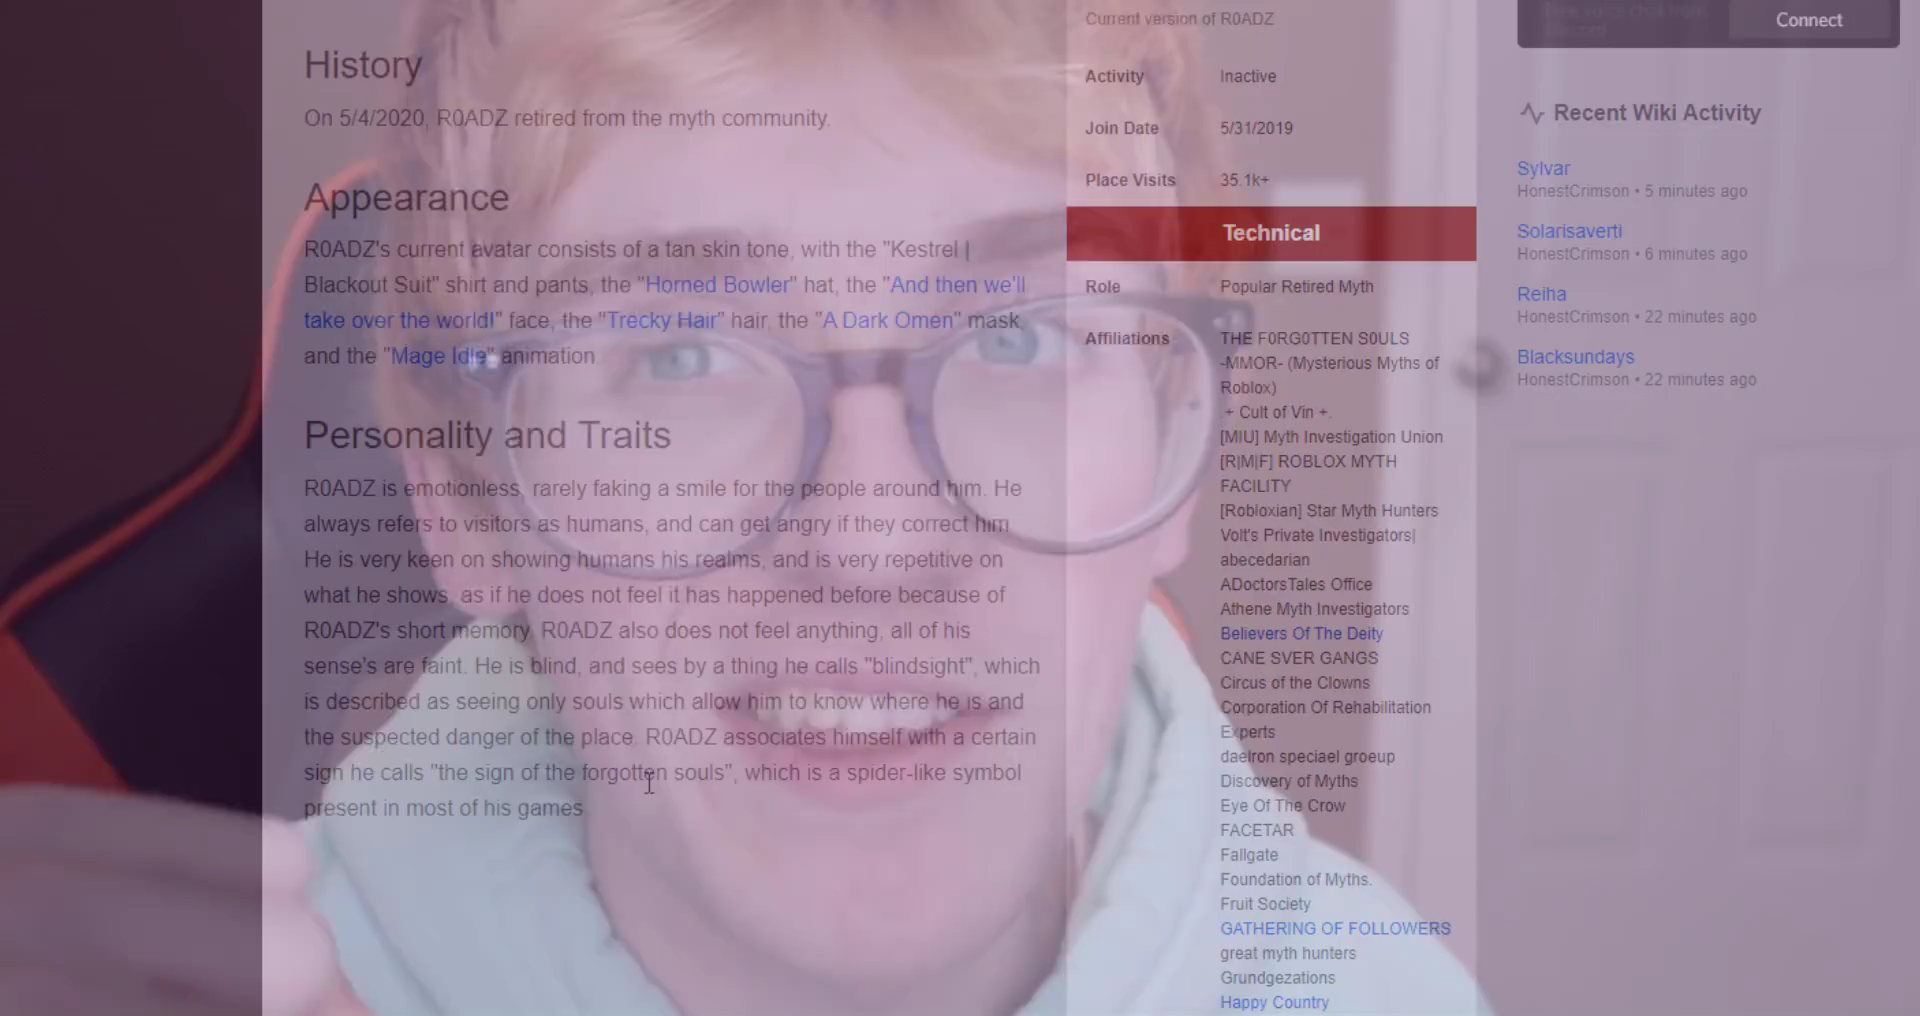 History
On 5/4/2020, R0ADZ retired from the myth community.
Appearance
R0ADZ's current avatar consists of a tan skin tone, with the "Kestrel |
Blackout Suit" shirt and pants, the "Horned Bowler" hat, the "And then we'll
take over the world!" face, the "Trecky Hair" hair, the "A Dark Omen" mask
and the "Mage Idle" animation.
Personality and Traits
R0ADZ is emotionless, rarely faking a smile for the people around him. He
always refers to visitors as humans, and can get angry if they correct him
He is very keen on showing humans his realms, and is very repetitive on
what he shows, as if he does not feel it has happened before because of
R0ADZ's short memory. R0ADZ also does not feel anything, all of his
sense's are faint. He is blind, and sees by a thing he calls "blindsight", which
is described as seeing only souls which allow him to know where he is and
the suspected danger of the place. R0ADZ associates himself with a certain
sign he calls "the sign of the forgotten souls", which is a spider-like symbol
present in most of his games.
Current version of R0ADZ
Activity Inactive
Join Date 5/31/2019
Place Visits 35.1k+
Technical
Role Popular Retired Myth
Affiliations THE F0RG0TTEN S0ULS
-MMOR- (Mysterious Myths of
Roblox)
.+ Cult of Vin +.
[MIU] Myth Investigation Union
[R|M|F] ROBLOX MYTH
FACILITY
[Robloxian] Star Myth Hunters
Volt's Private Investigators|
abecedarian
ADoctorsTales Office
Athene Myth Investigators
Believers Of The Deity
CANE SVER GANGS
Circus of the Clowns
Corporation Of Rehabilitation
Experts
daelron speciael groeup
Discovery of Myths
Eye Of The Crow
FACETAR
Fallgate
Foundation of Myths.
Fruit Society
GATHERING OF FOLLOWERS
great myth hunters
Grundgezations
Happy Country
Connect
Recent Wiki Activity
Sylvar
HonestCrimson • 5 minutes ago
Solarisaverti
HonestCrimson • 6 minutes ago
Reiha
HonestCrimson • 22 minutes ago
Blacksundays
HonestCrimson • 22 minutes ago